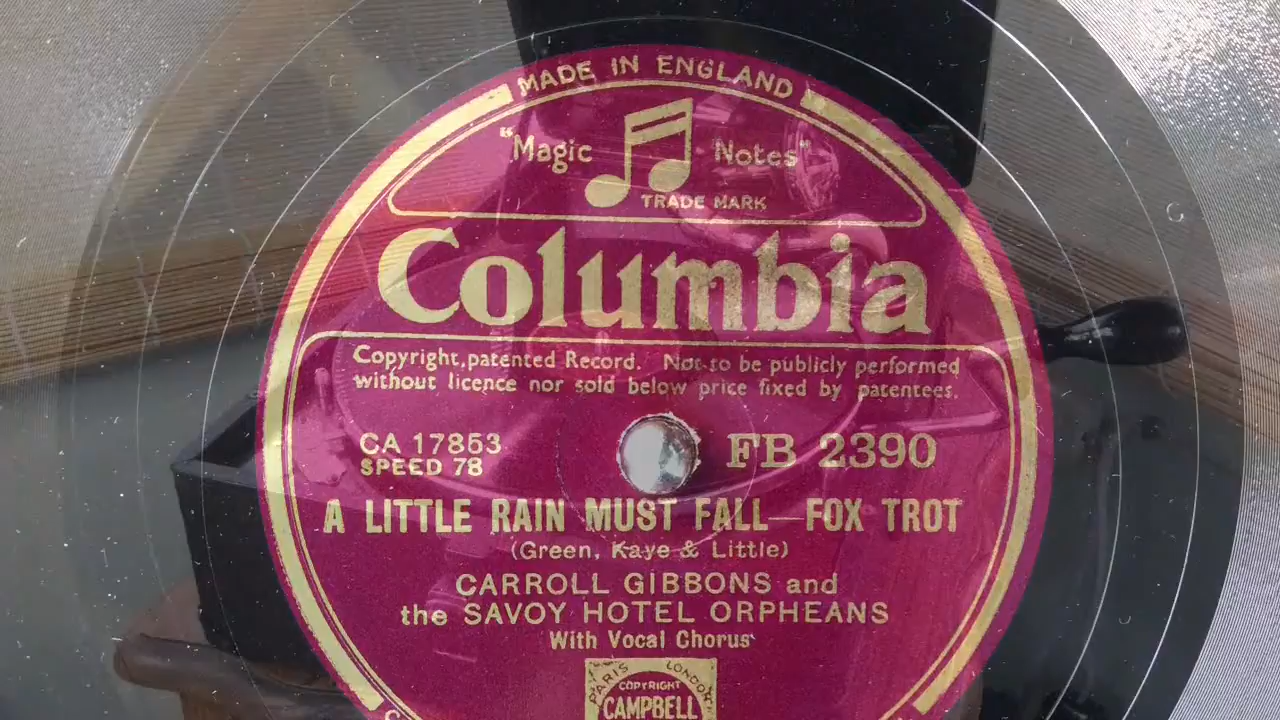 MADE IN ENGLAND
"Magic Notes"
TRADE MARK
Columbia
Copyright, patented Record. Not to be publicly performed
without licence nor sold below price fixed by patentees.
CA 17853
SPEED 78
FB 2390
A LITTLE RAIN MUST FALL—FOX TROT
(Green, Kaye & Little)
CARROLL GIBBONS and
the SAVOY HOTEL ORPHEANS
With Vocal Chorus
PARIS LONDON
COPYRIGHT
CAMPBELL